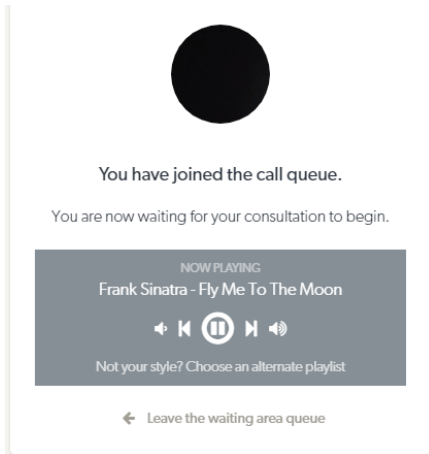 You have joined the call queue.
You are now waiting for your consultation to begin.
NOW PLAYING
Frank Sinatra - Fly Me To The Moon
Not your style? Choose an alternate playlist
Leave the waiting area queue